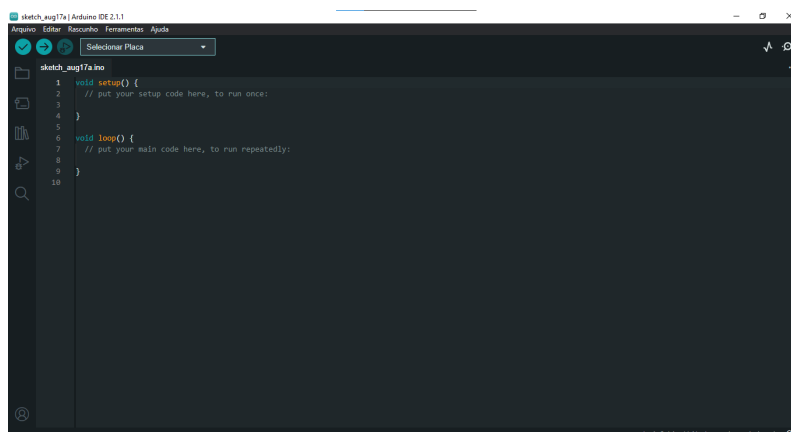 sketch_aug17a | Arduino IDE 2.1.1
Arquivo Editar Rascunho Ferramentas Ajuda
Selecionar Placa
sketch_aug17a.ino
1 void setup() {
2 // put your setup code here, to run once:
3
4 }
5
6 void loop() {
7 // put your main code here, to run repeatedly:
8
9 }
10